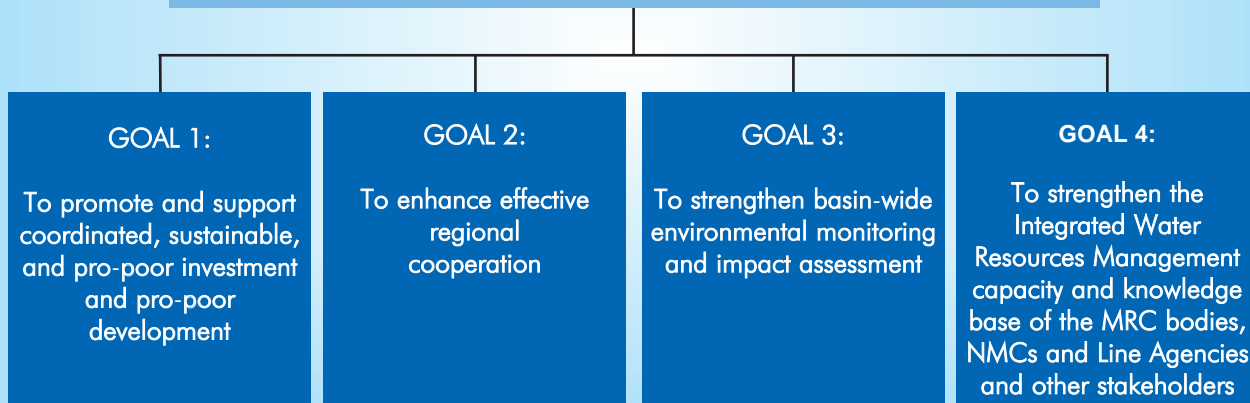 GOAL 1:
To promote and support
coordinated, sustainable,
and pro-poor investment
and pro-poor
development
GOAL 2:
To enhance effective
regional
cooperation
GOAL 3:
To strengthen basin-wide
environmental monitoring
and impact assessment
GOAL 4:
To strengthen the
Integrated Water
Resources Management
capacity and knowledge
base of the MRC bodies,
NMCs and Line Agencies
and other stakeholders